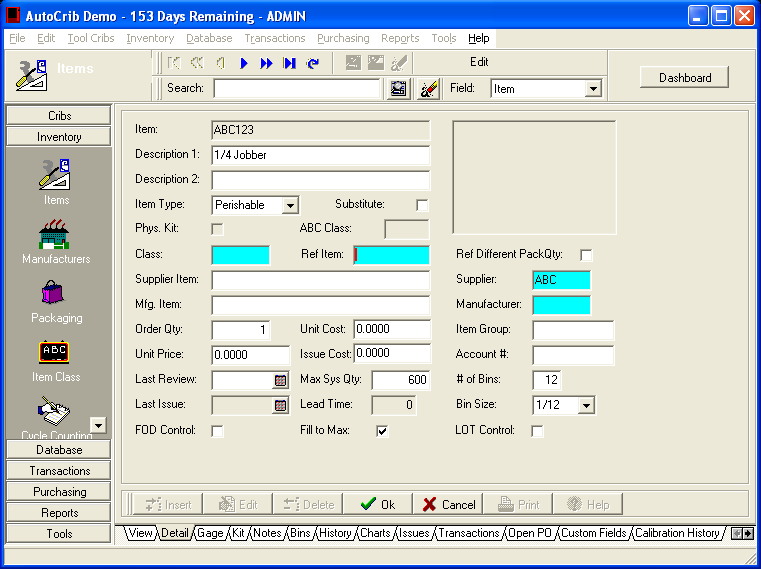 AutoCrib Demo - 153 Days Remaining - ADMIN
File Edit Tool Cribs Inventory Database Transactions Purchasing Reports Tools Help
Items
Edit
Dashboard
Search: Field: Item
Cribs
Inventory
Items
Manufacturers
Packaging
ABC
Item Class
Cycle Counting
Database
Transactions
Purchasing
Reports
Tools
Item: ABC123
Description 1: 1/4 Jobber
Description 2:
Item Type: Perishable Substitute:
Phys. Kit: ABC Class:
Class: Ref Item: Ref Different PackQty:
Supplier Item: Supplier: ABC
Mfg. Item: Manufacturer:
Order Qty: 1 Unit Cost: 0.0000 Item Group:
Unit Price: 0.0000 Issue Cost: 0.0000 Account #:
Last Review: Max Sys Qty: 600 # of Bins: 12
Last Issue: Lead Time: 0 Bin Size: 1/12
FOD Control: Fill to Max: LOT Control:
Insert Edit Delete Ok Cancel Print Help
View Detail Gage Kit Notes Bins History Charts Issues Transactions Open PO Custom Fields Calibration History